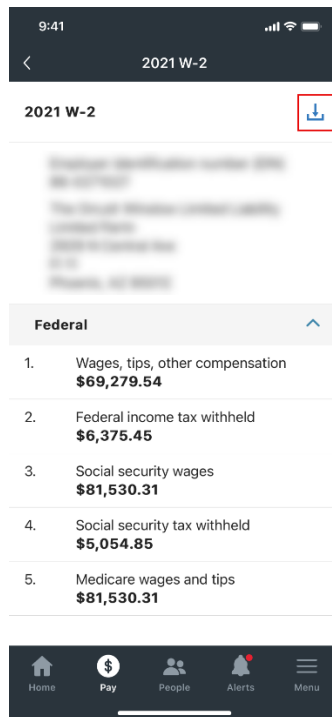 9:41
2021 W-2
2021 W-2
Federal
1. Wages, tips, other compensation
$69,279.54
2. Federal income tax withheld
$6,375.45
3. Social security wages
$81,530.31
4. Social security tax withheld
$5,054.85
5. Medicare wages and tips
$81,530.31
$
Home Pay People Alerts Menu